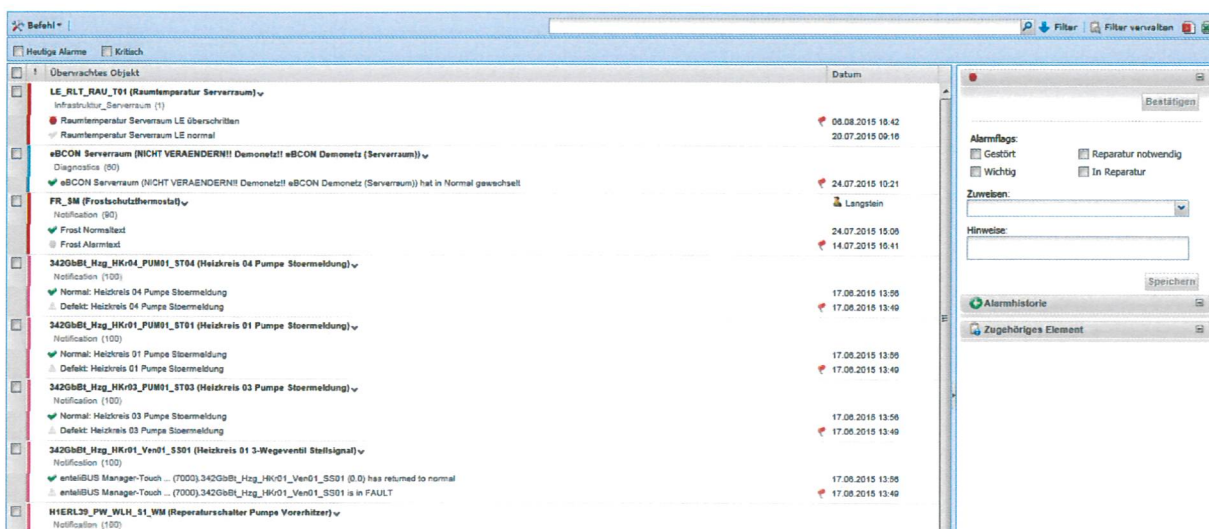 Befehl
Filter
Filter verwalten
Heutige Alarme
Kritisch
! Überwachtes Objekt Datum
LE_RLT_RAU_T01 (Raumtemperatur Serverraum)
Infrastruktur_Serverraum (1)
Raumtemperatur Serverraum LE überschritten 06.08.2015 16:42
Raumtemperatur Serverraum LE normal 20.07.2015 09:16
eBCON Serverraum (NICHT VERAENDERN!! Demonetz!! eBCON Demonetz (Serverraum))
Diagnostics (60)
eBCON Serverraum (NICHT VERAENDERN!! Demonetz!! eBCON Demonetz (Serverraum)) hat in Normal gewechselt 24.07.2015 10:21
FR_SM (Frostschutzthermostat) Langstein
Notification (90)
Frost Normaltext 24.07.2015 15:06
Frost Alarmtext 14.07.2015 16:41
342GbBt_Hzg_HKr04_PUM01_ST04 (Heizkreis 04 Pumpe Stoermeldung)
Notification (100)
Normal: Heizkreis 04 Pumpe Stoermeldung 17.06.2015 13:56
Defekt: Heizkreis 04 Pumpe Stoermeldung 17.06.2015 13:49
342GbBt_Hzg_HKr01_PUM01_ST01 (Heizkreis 01 Pumpe Stoermeldung)
Notification (100)
Normal: Heizkreis 01 Pumpe Stoermeldung 17.06.2015 13:56
Defekt: Heizkreis 01 Pumpe Stoermeldung 17.06.2015 13:49
342GbBt_Hzg_HKr03_PUM01_ST03 (Heizkreis 03 Pumpe Stoermeldung)
Notification (100)
Normal: Heizkreis 03 Pumpe Stoermeldung 17.06.2015 13:56
Defekt: Heizkreis 03 Pumpe Stoermeldung 17.06.2015 13:49
342GbBt_Hzg_HKr01_Ven01_SS01 (Heizkreis 01 3-Wegeventil Stellsignal)
Notification (100)
enteliBUS Manager-Touch ... (7000).342GbBt_Hzg_HKr01_Ven01_SS01 (0.0) has returned to normal 17.06.2015 13:56
enteliBUS Manager-Touch ... (7000).342GbBt_Hzg_HKr01_Ven01_SS01 is in FAULT 17.06.2015 13:49
H1ERL39_PW_WLH_S1_WM (Reperaturschalter Pumpe Vorerhitzer)
Notification (100)
Bestätigen
Alarmflags:
Gestört Reparatur notwendig
Wichtig In Reparatur
Zuweisen:
Hinweise:
Speichern
Alarmhistorie
Zugehöriges Element